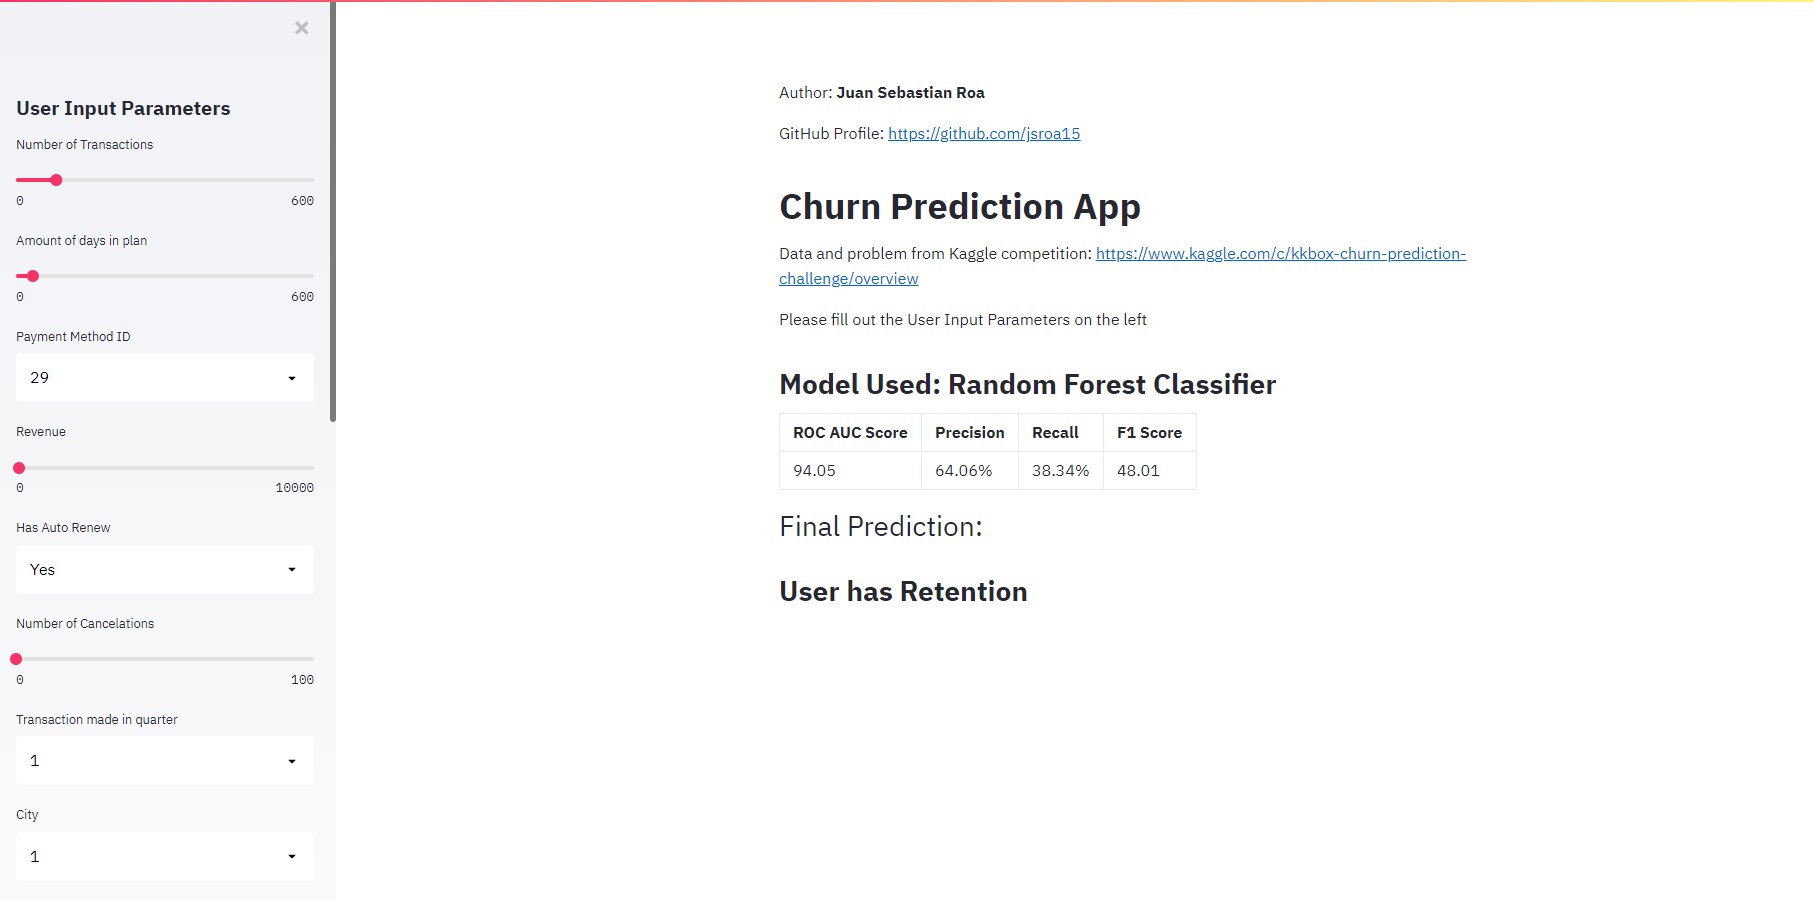 ×
User Input Parameters
Number of Transactions
0 600
Amount of days in plan
0 600
Payment Method ID
29
Revenue
0 10000
Has Auto Renew
Yes
Number of Cancelations
0 100
Transaction made in quarter
1
City
1
Author: Juan Sebastian Roa
GitHub Profile: https://github.com/jsroa15
Churn Prediction App
Data and problem from Kaggle competition: https://www.kaggle.com/c/kkbox-churn-prediction-
challenge/overview
Please fill out the User Input Parameters on the left
Model Used: Random Forest Classifier
ROC AUC Score Precision Recall F1 Score
94.05 64.06% 38.34% 48.01
Final Prediction:
User has Retention